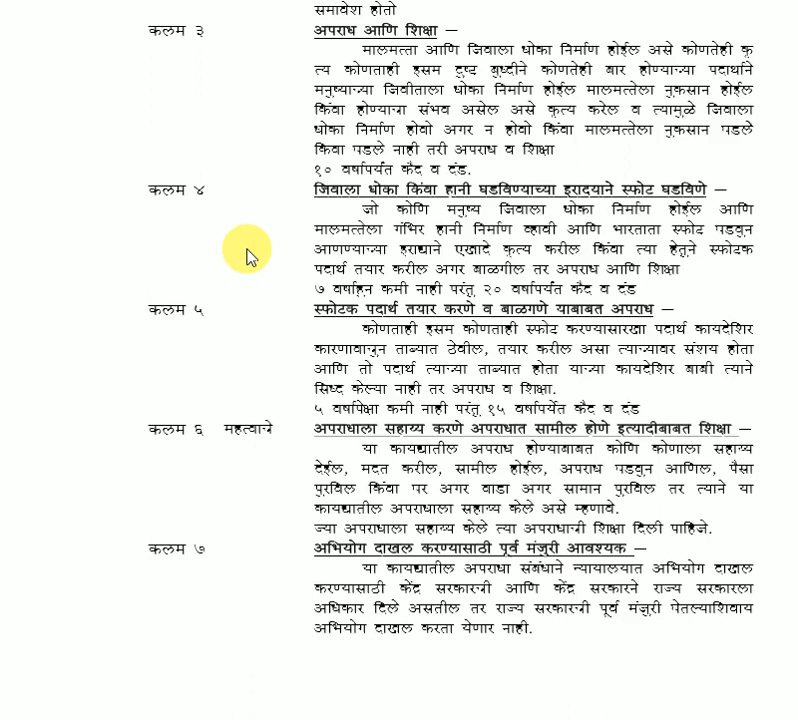 समावेश होतो
कलम ३ अपराध आणि शिक्षा —
मालमत्ता आणि जिवाला धोका निर्माण होईल असे कोणतेही कृ
त्य कोणताही इसम दुष्ट बुध्दीने कोणतेही बार होण्याऱ्या पदार्थाने
मनुष्याच्या जिवीताला धोका निर्माण होईल मालमत्तेला नुकसान होईल
किंवा होण्याचा संभव असेल असे कृत्य करेल व त्यामुळे जिवाला
धोका निर्माण होवो अगर न होवो किंवा मालमत्तेला नुकसान पडले
किंवा पडले नाही तरी अपराध व शिक्षा
१० वर्षापर्यंत कैद व दंड.
कलम ४ जिवाला धोका किंवा हानी घडविण्याच्या इरादयाने स्फोट घडविणे —
जो कोणि मनुष्य जिवाला धोका निर्माण होईल आणि
मालमत्तेला गंभिर हानी निर्माण व्हावी आणि भारताता स्फोट पडवुन
आणण्याच्या इराद्याने एखादे कृत्य करील किंवा त्या हेतूने स्फोटक
पदार्थ तयार करील अगर बाळगील तर अपराध आणि शिक्षा
७ वर्षाहून कमी नाही परंतू २० वर्षापर्यंत कैद व दंड
कलम ५ स्फोटक पदार्थ तयार करणे व बाळगणे याबाबत अपराध —
कोणताही इसम कोणताही स्फोट करण्यासारखा पदार्थ कायदेशिर
कारणावाचुन ताब्यात ठेवील, तयार करील असा त्याच्यावर संशय होता
आणि तो पदार्थ त्याच्या ताब्यात होता याच्या कायदेशिर बाबी त्याने
सिध्द केल्या नाही तर अपराध व शिक्षा.
५ वर्षापेक्षा कमी नाही परंतू १५ वर्षापर्येत कैद व दंड
कलम ६ महत्वाचे अपराधाला सहाय्य करणे अपराधात सामील होणे इत्यादीबाबत शिक्षा —
या कायद्यातील अपराध होण्याबाबत कोणि कोणाला सहाय्य
देईल, मदत करील, सामील होईल, अपराध पडवुन आणिल, पैसा
पुरविल किंवा पर अगर वाडा अगर सामान पुरविल तर त्याने या
कायद्यातील अपराधाला सहाय्य केले असे म्हणावे.
ज्या अपराधाला सहाय्य केले त्या अपराधाची शिक्षा दिली पाहिजे.
कलम ७ अभियोग दाखल करण्यासाठी पूर्व मंजुरी आवश्यक —
या कायद्यातील अपराधा संबंधाने न्यायालयात अभियोग दाखल
करण्यासाठी केंद्र सरकारची आणि केंद्र सरकारने राज्य सरकारला
अधिकार दिले असतील तर राज्य सरकारची पूर्व मंजुरी पेतल्याशिवाय
अभियोग दाखल करता येणार नाही.